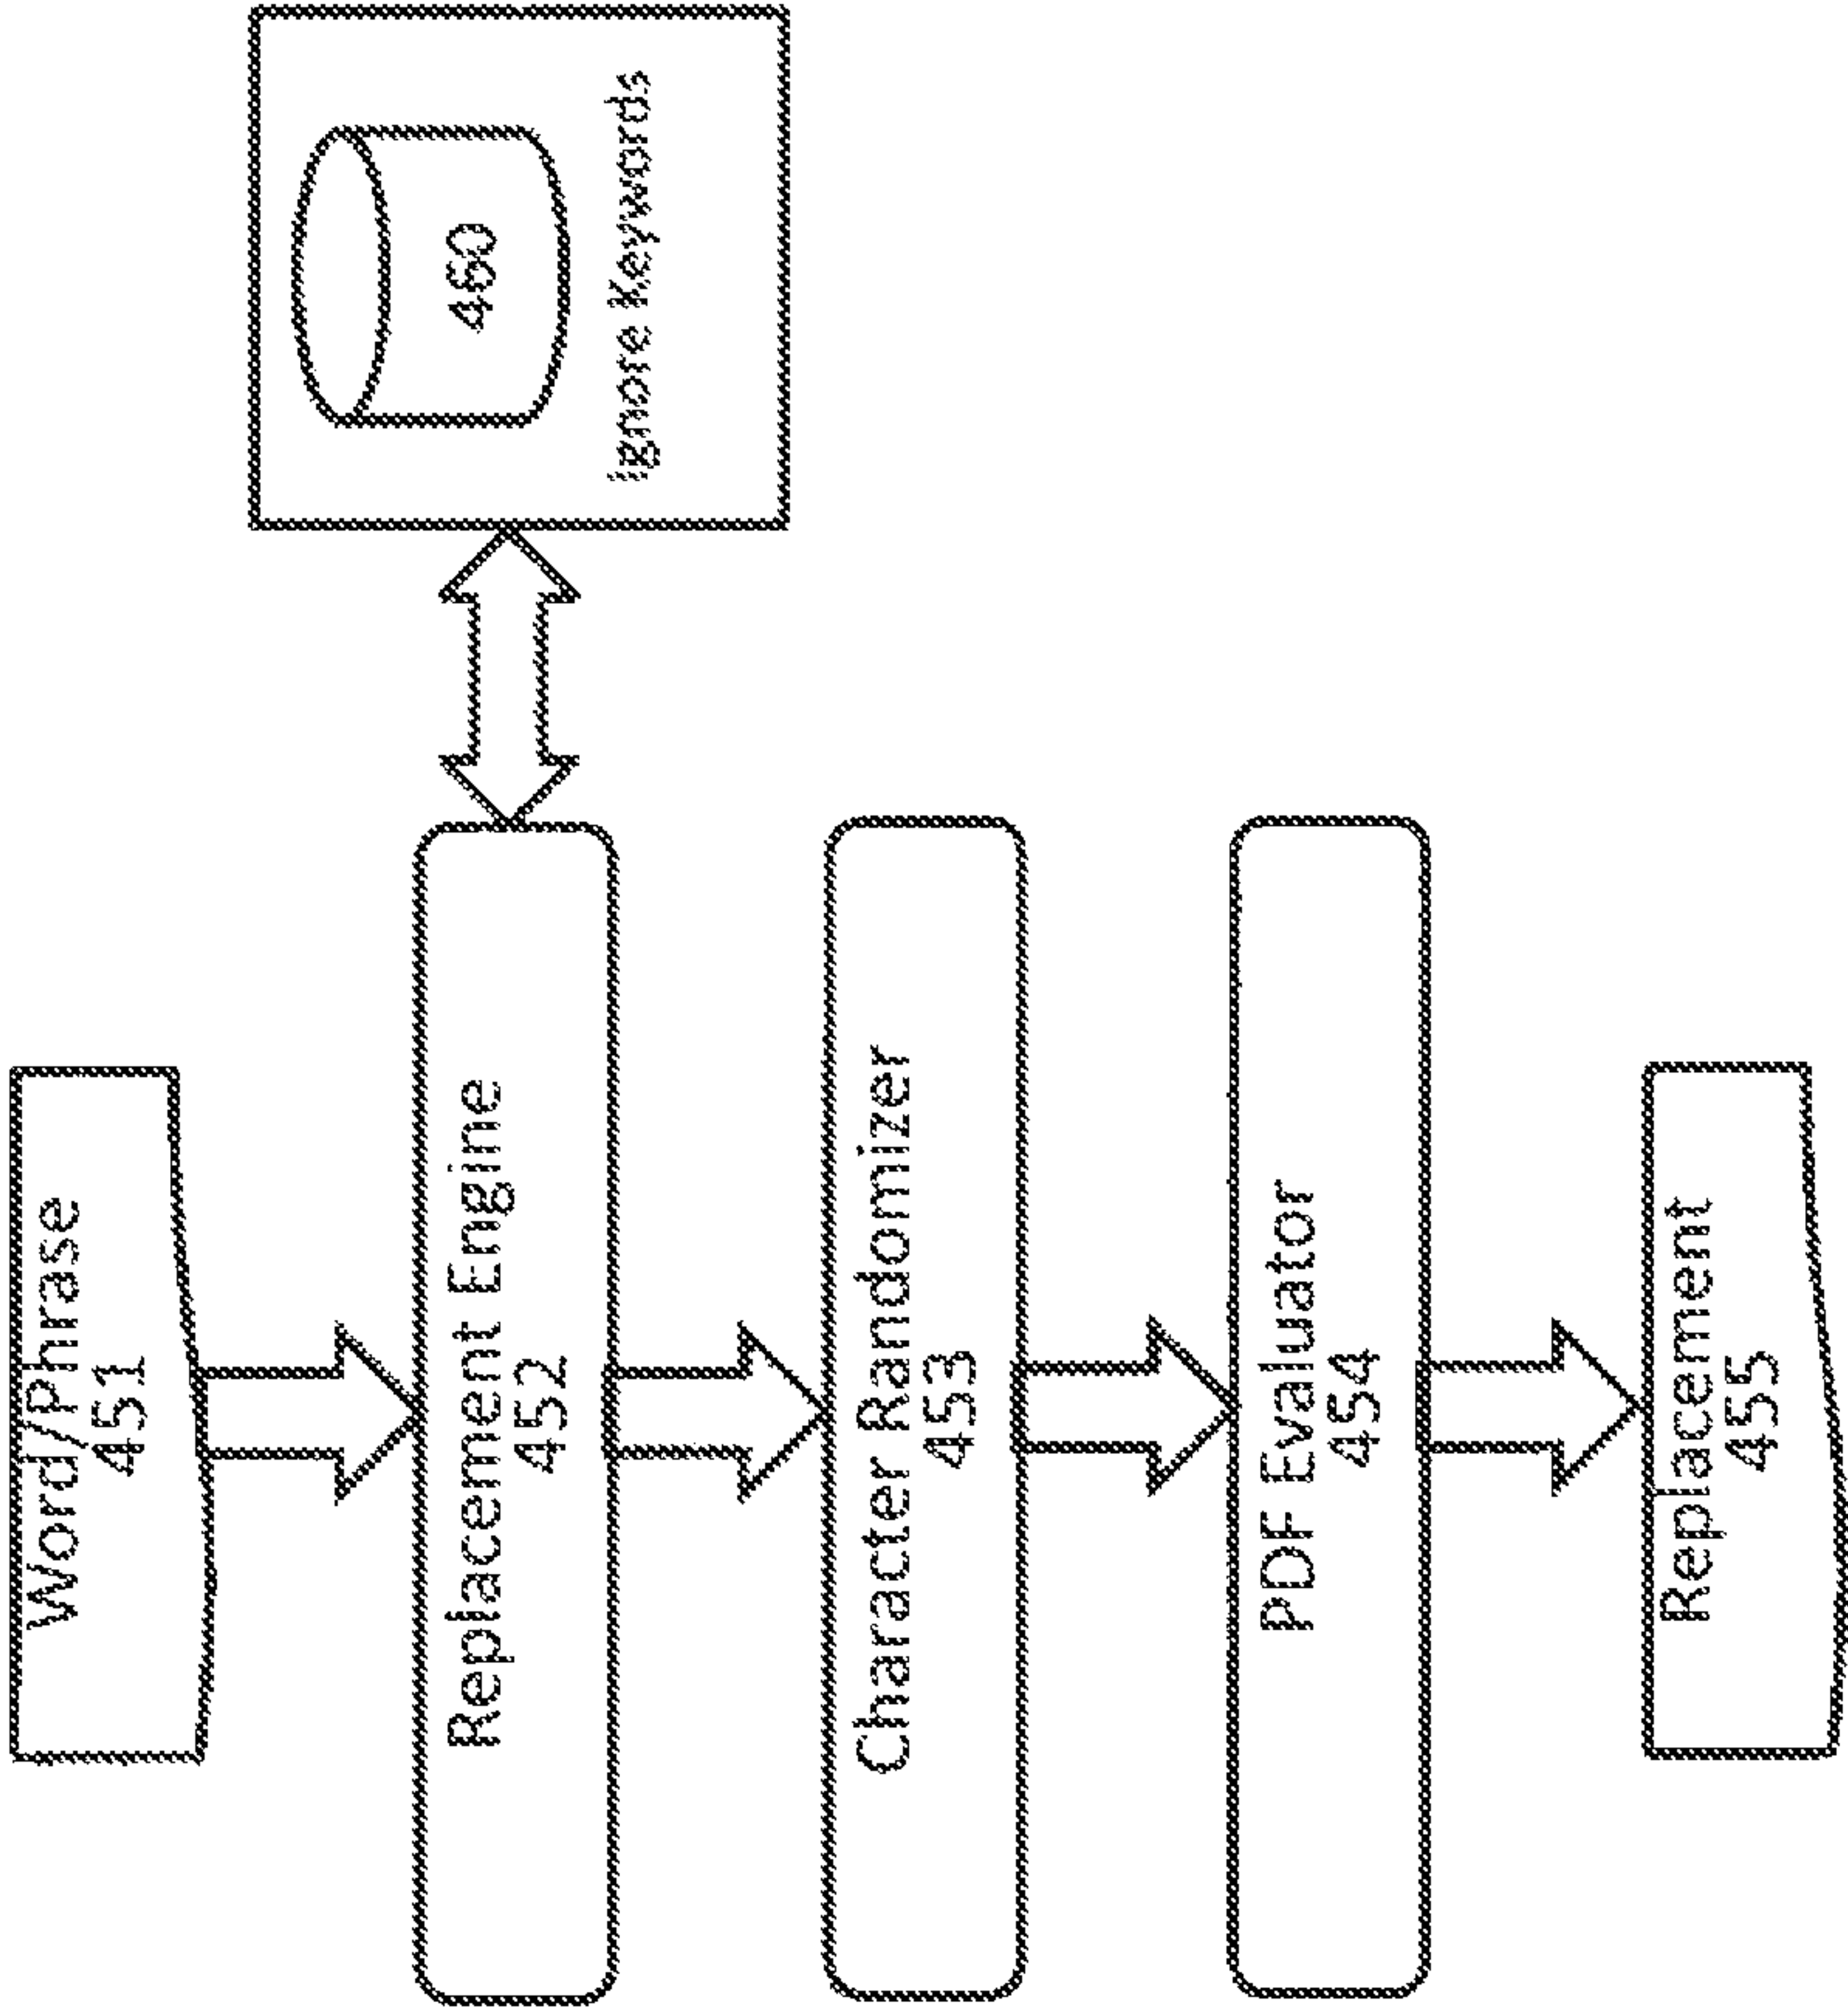 Word/Phrase
451
Replacement Engine
452
460
Ignore Keywords
Character Randomizer
453
PDF Evaluator
454
Replacement
455